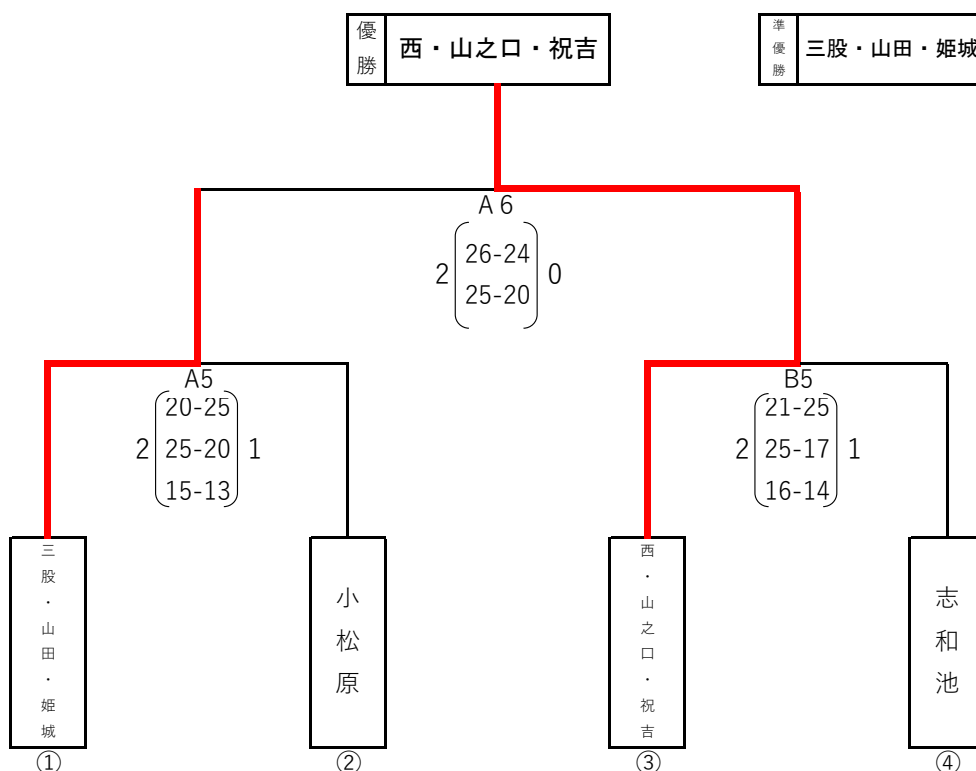 優勝
西・山之口・祝吉
準優勝
三股・山田・姫城
A 6
2 26-24 0
25-20
A5
20-25
2 25-20 1
15-13
B5
21-25
2 25-17 1
16-14
三股・山田・姫城
小松原
西・山之口・祝吉
志和池
① ② ③ ④